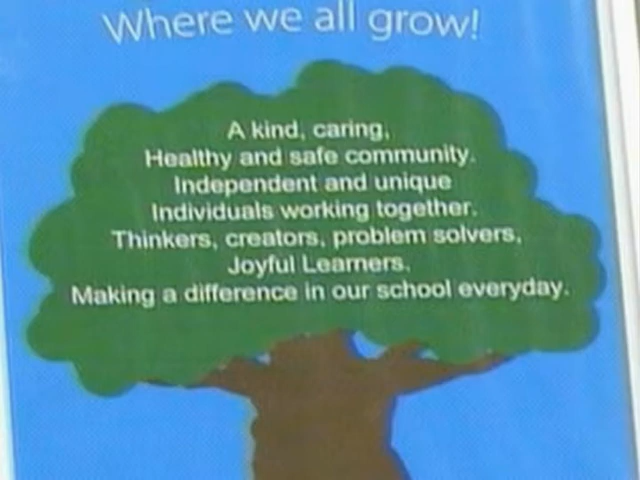 Where we all grow!
A kind, caring,
Healthy and safe community.
Independent and unique
Individuals working together.
Thinkers, creators, problem solvers,
Joyful Learners.
Making a difference in our school everyday.